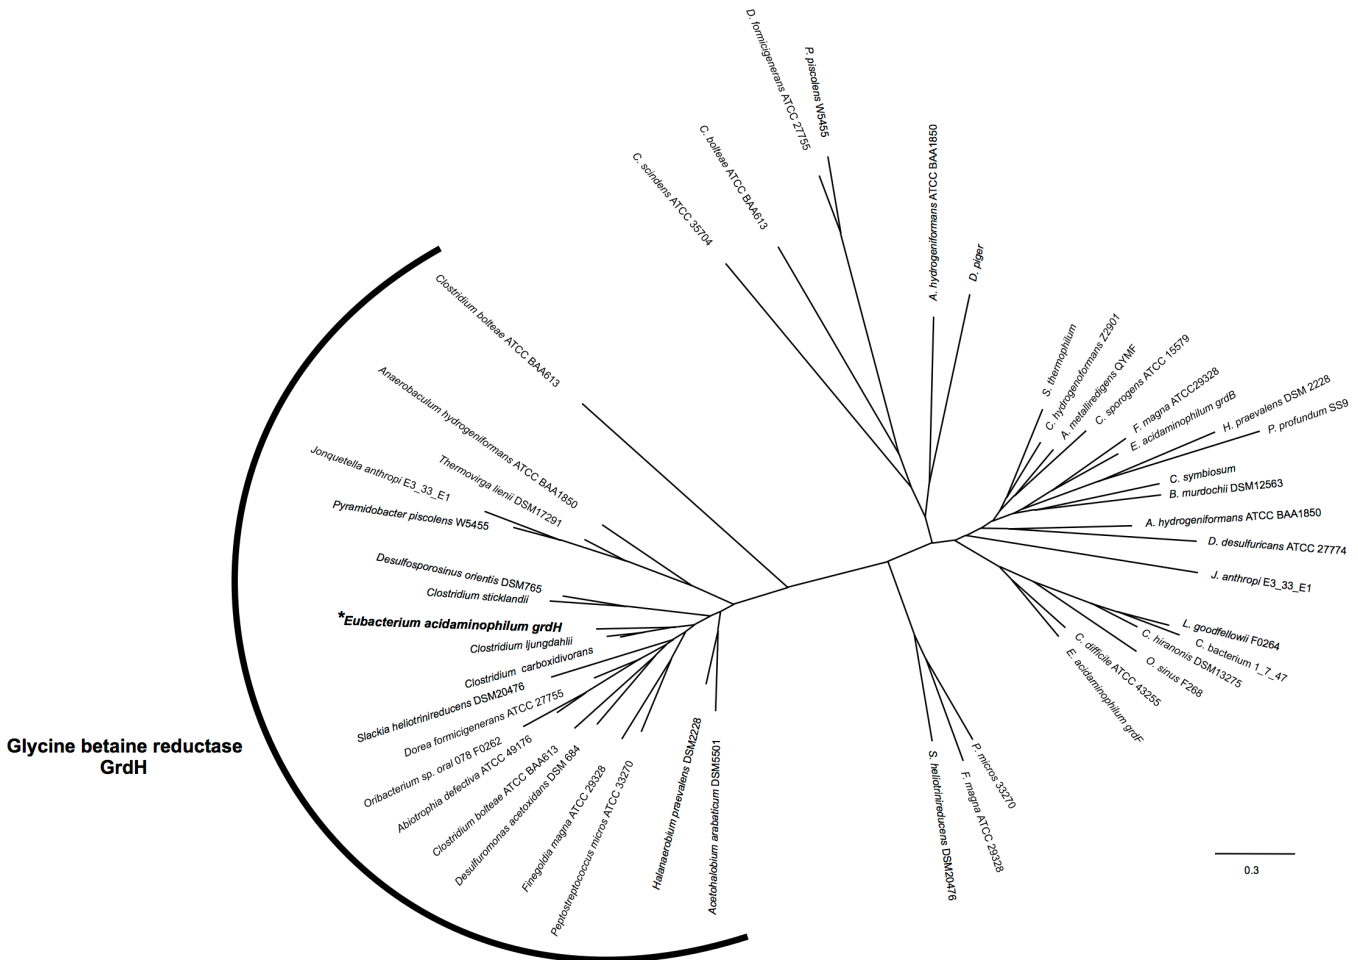 D. formicigenerans ATCC 27755
P. piscolens W5455
C. bolteae ATCC BAA613
C. scindens ATCC 35704
A. hydrogeniformans ATCC BAA1850
D. piger
S. thermophilum
C. hydrogenoformans Z2901
A. metalliredigens QYMF
C. sporogens ATCC 15579
F. magna ATCC29328
E. acidaminophilum grdB
H. praevalens DSM 2228
P. profundum SS9
C. symbiosum
B. murdochii DSM12563
A. hydrogeniformans ATCC BAA1850
D. desulfuricans ATCC 27774
J. anthropi E3_33_E1
L. goodfellowii F0264
C. bacterium 1_7_47
C. hiranonis DSM13275
O. sinus F268
C. difficile ATCC 43255
E. acidaminophilum grdF
P. micros 33270
F. magna ATCC 29328
S. heliotrinireducens DSM20476
Clostridium bolteae ATCC BAA613
Anaerobaculum hydrogeniformans ATCC BAA1850
Thermovirga lienii DSM17291
Jonquetella anthropi E3_33_E1
Pyramidobacter piscolens W5455
Desulfosporosinus orientis DSM765
Clostridium sticklandii
*Eubacterium acidaminophilum grdH
Clostridium ljungdahlii
Clostridium carboxidivorans
Slackia heliotrinireducens DSM20476
Dorea formicigenerans ATCC 27755
Oribacterium sp. oral 078 F0262
Abiotrophia defectiva ATCC 49176
Clostridium bolteae ATCC BAA613
Desulfuromonas acetoxidans DSM 684
Finegoldia magna ATCC 29328
Peptostreptococcus micros ATCC 33270
Halanaerobium praevalens DSM2228
Acetohalobium arabaticum DSM5501
Glycine betaine reductase
GrdH
0.3